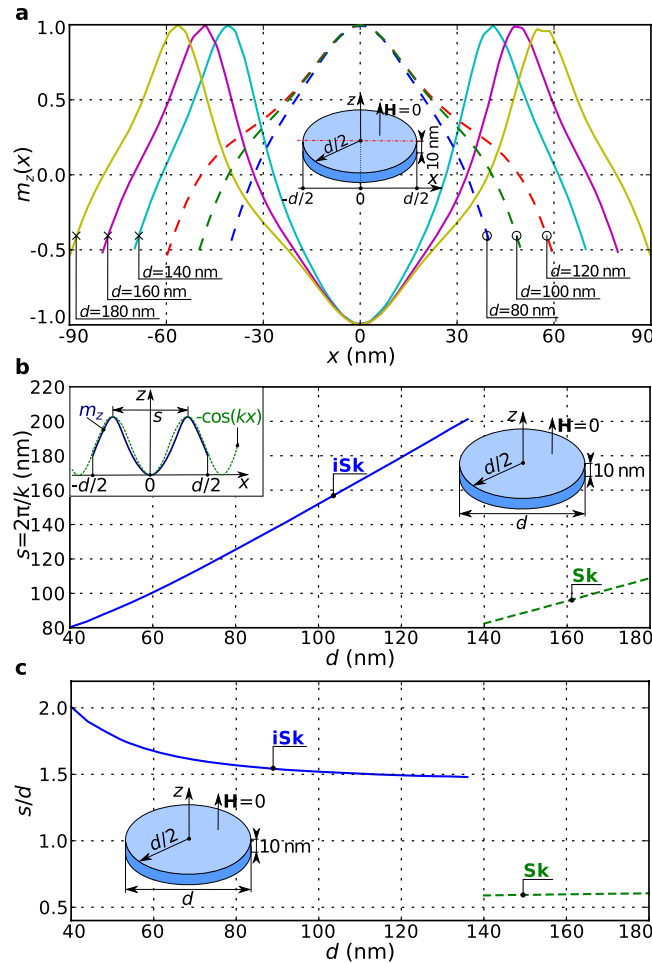 a
1.0
0.5
0.0
-0.5
-1.0
m_z(x)
z
H=0
d/2
10 nm
x
-d/2
0
d/2
d=140 nm
d=160 nm
d=180 nm
d=120 nm
d=100 nm
d=80 nm
-90
-60
-30
0
30
60
90
x (nm)
b
220
200
180
160
140
120
100
80
s=2π/k (nm)
m_z
z
s
-cos(kx)
-d/2
0
d/2
x
iSk
z
H=0
d/2
10 nm
d
Sk
40
60
80
100
120
140
160
180
d (nm)
c
2.0
1.5
1.0
0.5
s/d
iSk
z
H=0
d/2
10 nm
d
Sk
40
60
80
100
120
140
160
180
d (nm)